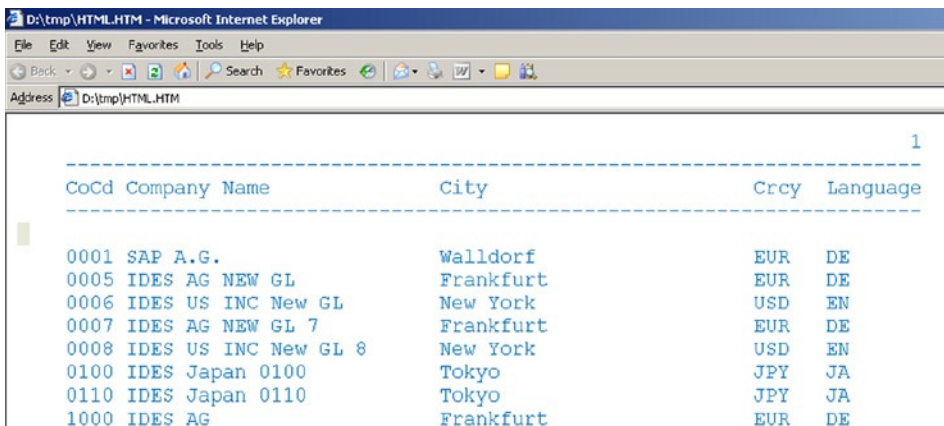 D:\tmp\HTML.HTM - Microsoft Internet Explorer
File Edit View Favorites Tools Help
Back Search Favorites
Address D:\tmp\HTML.HTM
1
--------------------------------------------------------------------------
CoCd Company Name City Crcy Language
--------------------------------------------------------------------------
0001 SAP A.G. Walldorf EUR DE
0005 IDES AG NEW GL Frankfurt EUR DE
0006 IDES US INC New GL New York USD EN
0007 IDES AG NEW GL 7 Frankfurt EUR DE
0008 IDES US INC New GL 8 New York USD EN
0100 IDES Japan 0100 Tokyo JPY JA
0110 IDES Japan 0110 Tokyo JPY JA
1000 IDES AG Frankfurt EUR DE